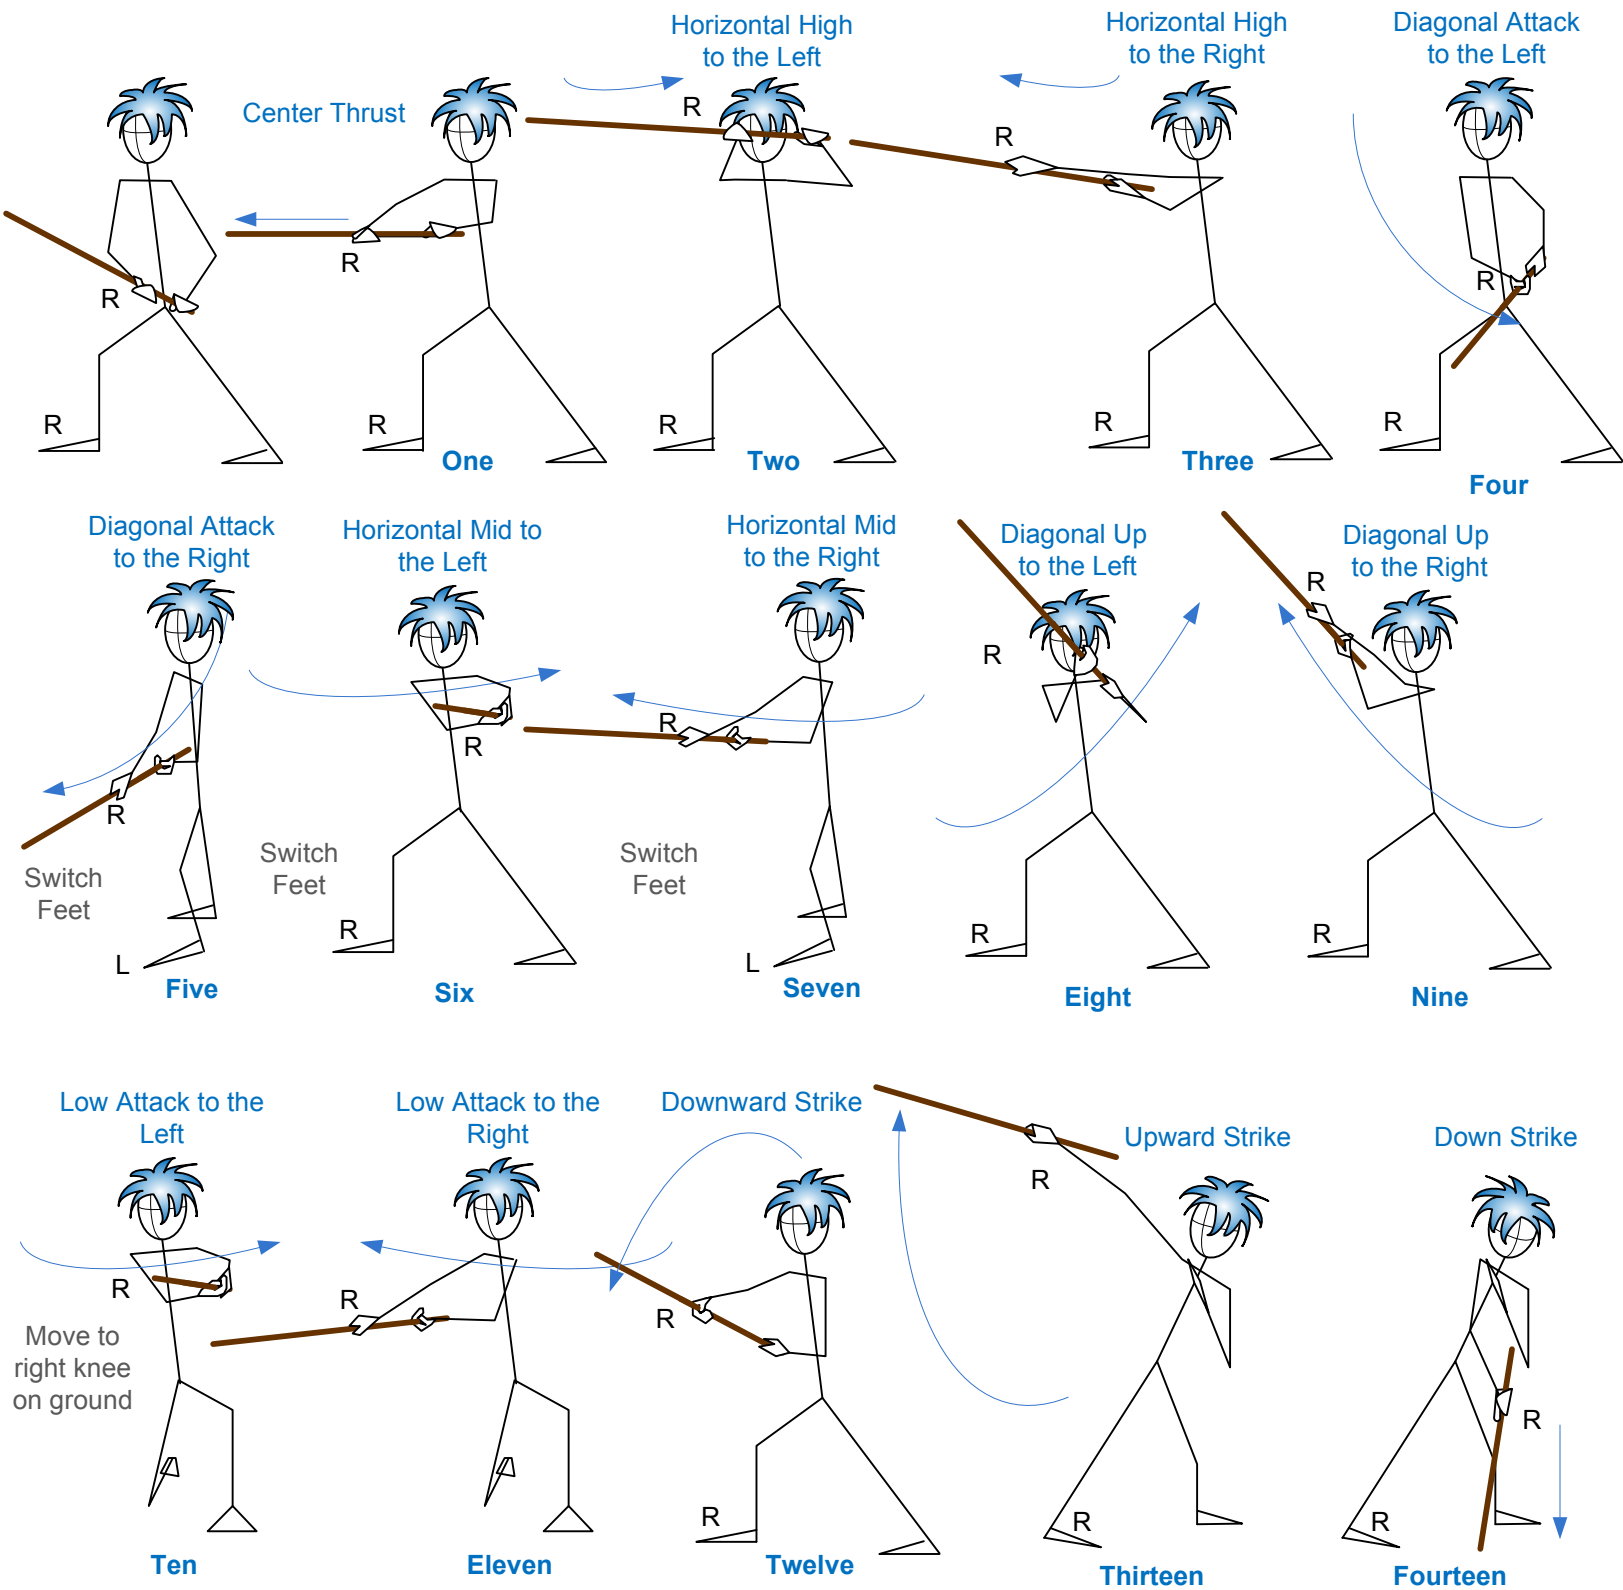 Horizontal High
to the Left
Horizontal High
to the Right
Diagonal Attack
to the Left
Center Thrust
R
R
R
R
R
R
R
R
R
R
One
Two
Three
Four
Diagonal Attack
to the Right
Horizontal Mid to
the Left
Horizontal Mid
to the Right
Diagonal Up
to the Left
Diagonal Up
to the Right
R
R
R
R
R
Switch
Feet
Switch
Feet
Switch
Feet
L
R
L
R
R
Five
Six
Seven
Eight
Nine
Low Attack to the
Left
Low Attack to the
Right
Downward Strike
Upward Strike
Down Strike
R
R
R
R
R
Move to
right knee
on ground
R
R
R
Ten
Eleven
Twelve
Thirteen
Fourteen